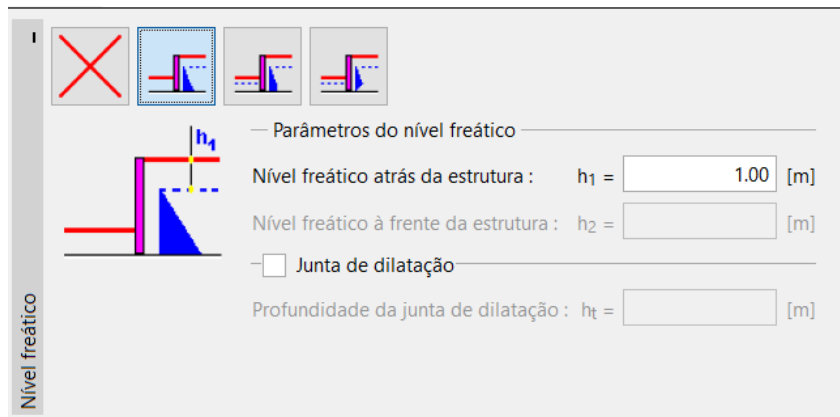 h1
Parâmetros do nível freático
Nível freático atrás da estrutura : h1 = 1.00 [m]
Nível freático à frente da estrutura : h2 = [m]
Junta de dilatação
Profundidade da junta de dilatação : ht = [m]
Nível freático